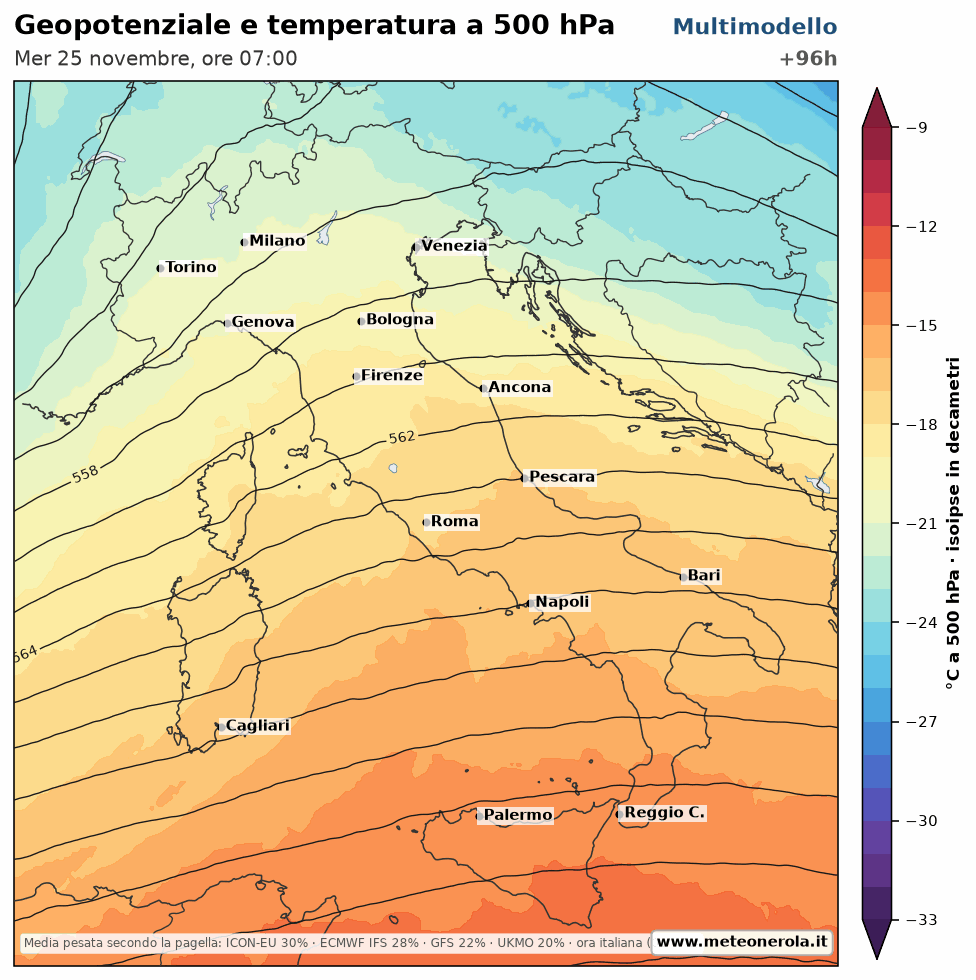 Geopotenziale e temperatura a 500 hPa
Multimodello
Mer 25 novembre, ore 07:00
+96h
Milano
Venezia
Torino
Genova
Bologna
Firenze
Ancona
562
558
Pescara
Roma
Bari
Napoli
564
Cagliari
Palermo
Reggio C.
−9
−12
−15
−18
−21
−24
−27
−30
−33
°C a 500 hPa · isoipse in decametri
Media pesata secondo la pagella: ICON-EU 30% · ECMWF IFS 28% · GFS 22% · UKMO 20% · ora italiana (
www.meteonerola.it